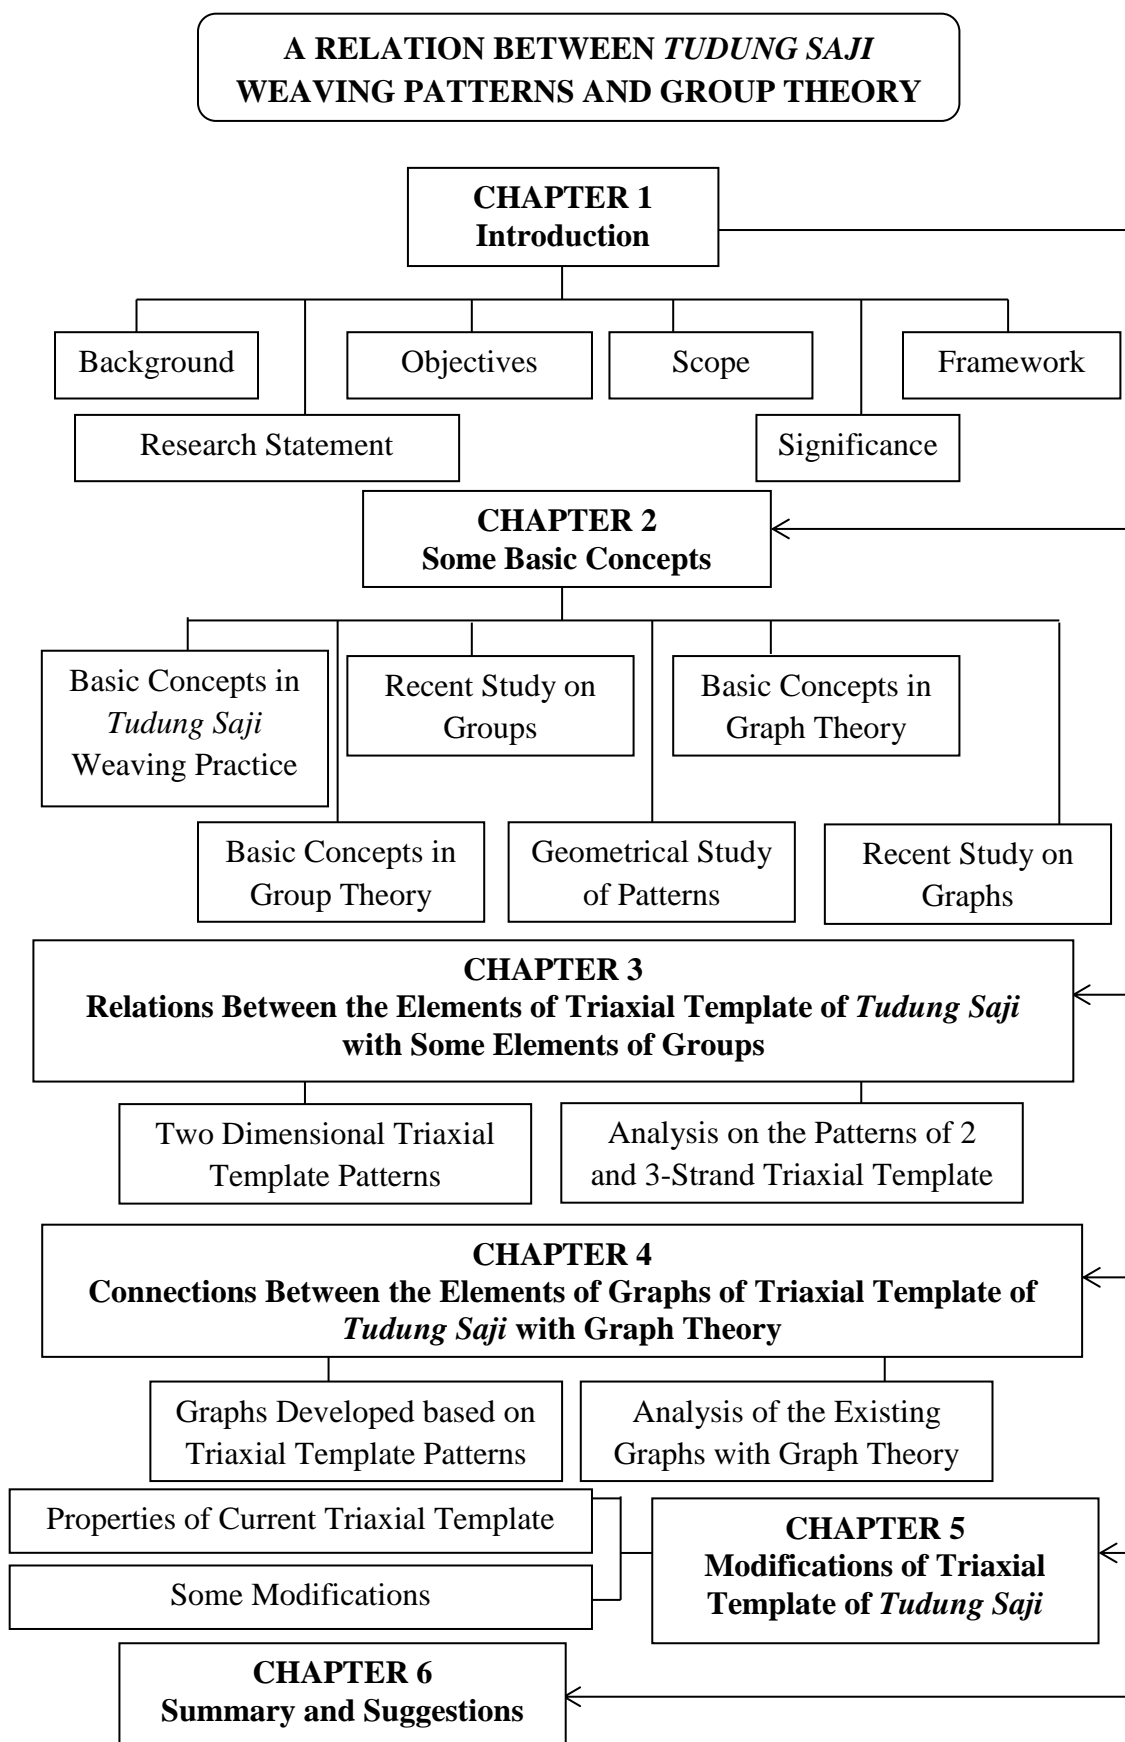 A RELATION BETWEEN TUDUNG SAJI
WEAVING PATTERNS AND GROUP THEORY
CHAPTER 1
Introduction
Background
Objectives
Scope
Framework
Research Statement
Significance
CHAPTER 2
Some Basic Concepts
Basic Concepts in
Tudung Saji
Weaving Practice
Recent Study on
Groups
Basic Concepts in
Graph Theory
Basic Concepts in
Group Theory
Geometrical Study
of Patterns
Recent Study on
Graphs
CHAPTER 3
Relations Between the Elements of Triaxial Template of Tudung Saji
with Some Elements of Groups
Two Dimensional Triaxial
Template Patterns
Analysis on the Patterns of 2
and 3-Strand Triaxial Template
CHAPTER 4
Connections Between the Elements of Graphs of Triaxial Template of
Tudung Saji with Graph Theory
Graphs Developed based on
Triaxial Template Patterns
Analysis of the Existing
Graphs with Graph Theory
Properties of Current Triaxial Template
Some Modifications
CHAPTER 5
Modifications of Triaxial
Template of Tudung Saji
CHAPTER 6
Summary and Suggestions